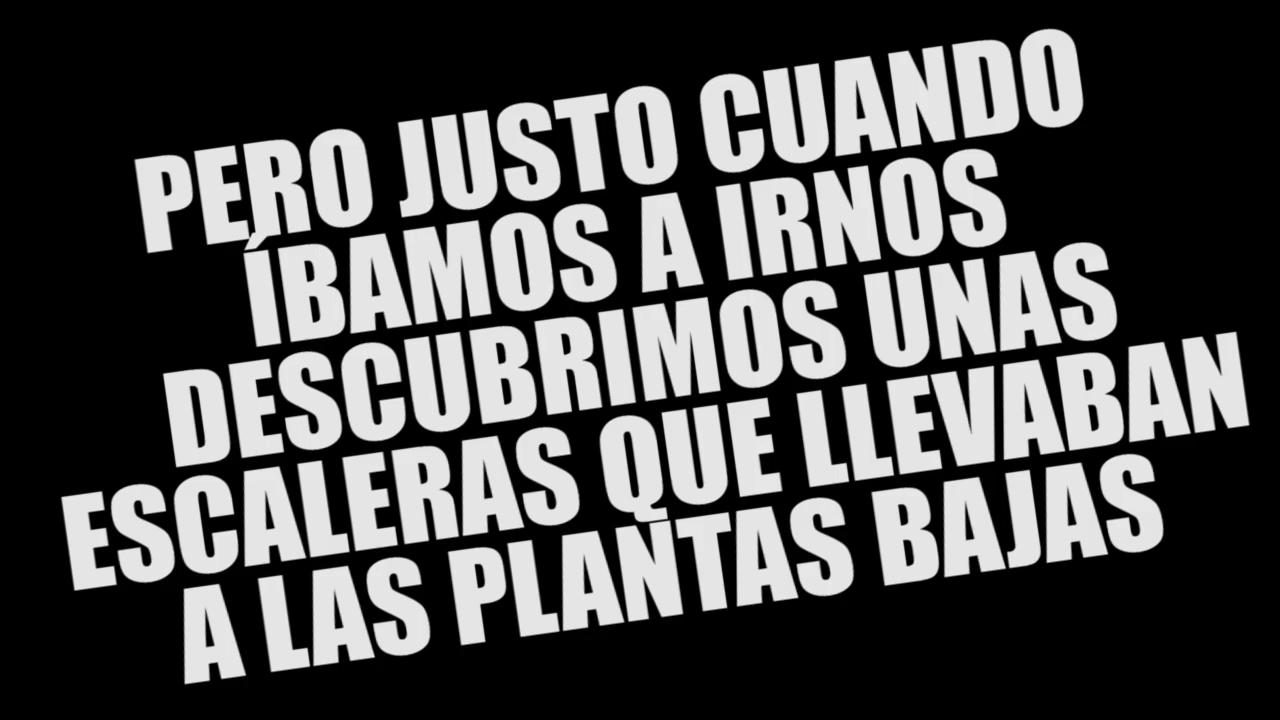 PERO JUSTO CUANDO
ÍBAMOS A IRNOS
DESCUBRIMOS UNAS
ESCALERAS QUE LLEVABAN
A LAS PLANTAS BAJAS